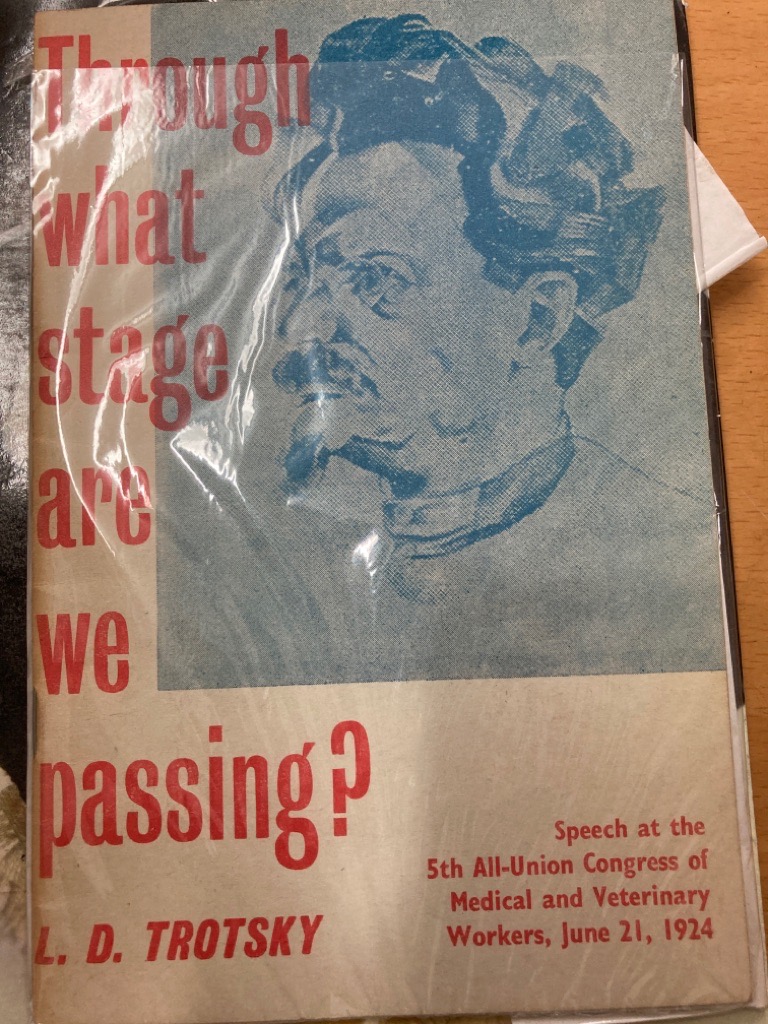 Through
what
stage
are
we
passing?
L. D. TROTSKY
Speech at the
5th All-Union Congress of
Medical and Veterinary
Workers, June 21, 1924